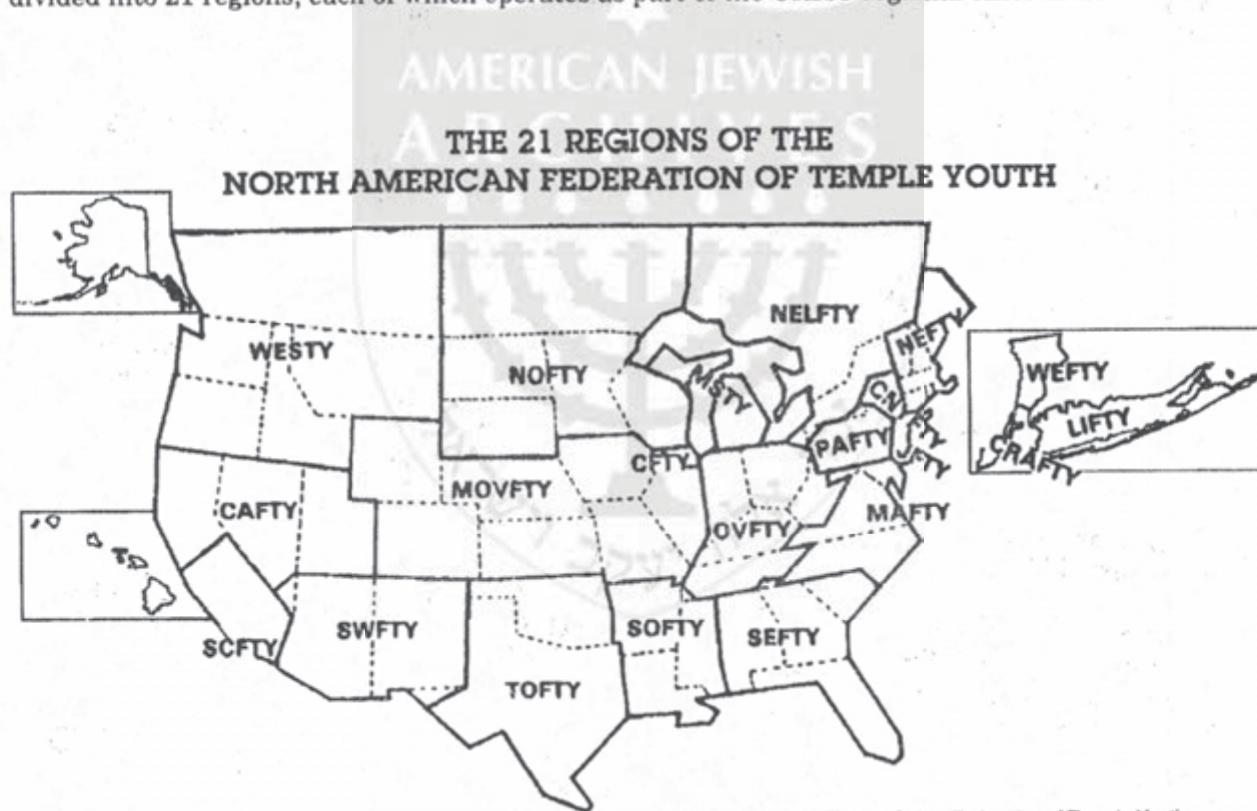 divided into 21 regions, each of which operates as part of the
AMERICAN JEWISH
ARCHIVES
THE 21 REGIONS OF THE
NORTH AMERICAN FEDERATION OF TEMPLE YOUTH
NELFTY
NEFTY
WESTY
NOFTY
MSTY
CN
WEFTY
LIFTY
CRAFTY
PAFTY
JFTY
CFTY
MOVFTY
CAFTY
OVFTY
MAFTY
SCFTY
SWFTY
SOFTY
SEFTY
TOFTY